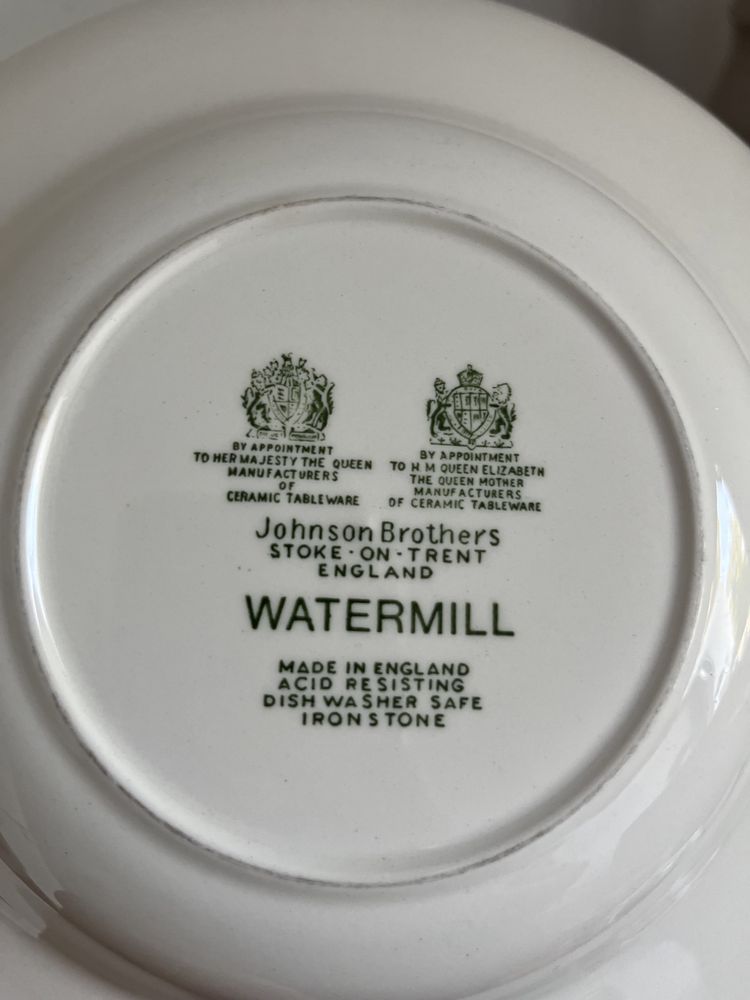 BY APPOINTMENT
TO HER MAJESTY THE QUEEN
MANUFACTURERS
OF
CERAMIC TABLEWARE
BY APPOINTMENT
TO H M QUEEN ELIZABETH
THE QUEEN MOTHER
MANUFACTURERS
OF CERAMIC TABLEWARE
Johnson Brothers
STOKE-ON-TRENT
ENGLAND
WATERMILL
MADE IN ENGLAND
ACID RESISTING
DISH WASHER SAFE
IRONSTONE